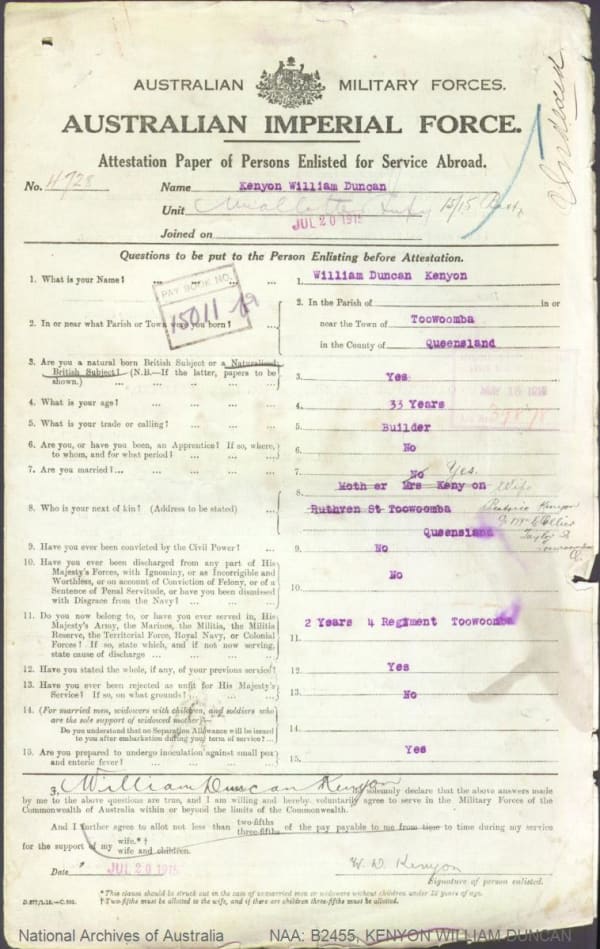 AUSTRALIAN MILITARY FORCES.
AUSTRALIAN IMPERIAL FORCE.
Attestation Paper of Persons Enlisted for Service Abroad.
No. 4728 Name Kenyon William Duncan
Unit 15/15
Joined on JUL 20 1915
Questions to be put to the Person Enlisting before Attestation.
1. What is your Name? ... ... ... 1. William Duncan Kenyon
PAY BOOK NO.
15011
2. In or near what Parish or Town were you born? ... 2. In the Parish of in or
near the Town of Toowoomba
in the County of Queensland
3. Are you a natural born British Subject or a Naturalised
British Subject? (N.B.—If the latter, papers to be
shown.) ... ... ... ... 3. Yes
4. What is your age? ... ... ... 4. 33 Years
5. What is your trade or calling? ... ... ... 5. Builder
6. Are you, or have you been, an Apprentice? If so, where,
to whom, and for what period? ... ... 6. No
7. Are you married? ... ... ... ... 7. No Yes.
8. Who is your next of kin? (Address to be stated) ... 8. Mother Mrs Kenyon Wife
Ruthven St Toowoomba Beatrice Kenyon
Queensland Taylor St
Toowoomba
Q.
9. Have you ever been convicted by the Civil Power? ... 9. No
10. Have you ever been discharged from any part of His
Majesty's Forces, with Ignominy, or as Incorrigible and
Worthless, or on account of Conviction of Felony, or of a
Sentence of Penal Servitude, or have you been dismissed
with Disgrace from the Navy? ... ... ... 10. No
11. Do you now belong to, or have you ever served in, His
Majesty's Army, the Marines, the Militia, the Militia
Reserve, the Territorial Force, Royal Navy, or Colonial
Forces? If so, state which, and if not now serving,
state cause of discharge ... ... ... ... 11. 2 Years 4 Regiment Toowoomba
12. Have you stated the whole, if any, of your previous service? 12. Yes
13. Have you ever been rejected as unfit for His Majesty's
Service? If so, on what grounds? ... ... ... 13. No
14. (For married men, widowers with children, and soldiers
who are the sole support of widowed mother)—
Do you understand that no Separation Allowance will be issued
to you after embarkation during your term of service? ... 14.
15. Are you prepared to undergo inoculation against small pox
and enteric fever? ... ... ... ... 15. Yes
I, William Duncan Kenyon solemnly declare that the above answers made
by me to the above questions are true, and I am willing and hereby voluntarily agree to serve in the Military Forces of the
Commonwealth of Australia within or beyond the limits of the Commonwealth.
And I further agree to allot not less than two-fifths three-fifths of the pay payable to me from time to time during my service
for the support of my wife.*† wife and children.
Date JUL 20 1915 W. D. Kenyon
Signature of person enlisted.
* This clause should be struck out in the case of unmarried men or widowers without children under 18 years of age.
† Two-fifths must be allotted to the wife, and if there are children three-fifths must be allotted.
National Archives of Australia NAA: B2455, KENYON WILLIAM DUNCAN